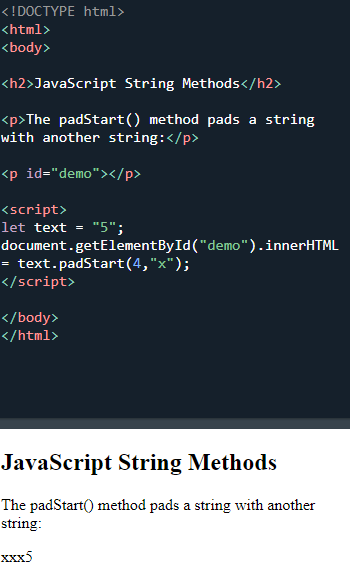 <!DOCTYPE html>
<html>
<body>
<h2>JavaScript String Methods</h2>
<p>The padStart() method pads a string
with another string:</p>
<p id="demo"></p>
<script>
let text = "5";
document.getElementById("demo").innerHTML
= text.padStart(4,"x");
</script>
</body>
</html>
JavaScript String Methods
The padStart() method pads a string with another
string:
xxx5